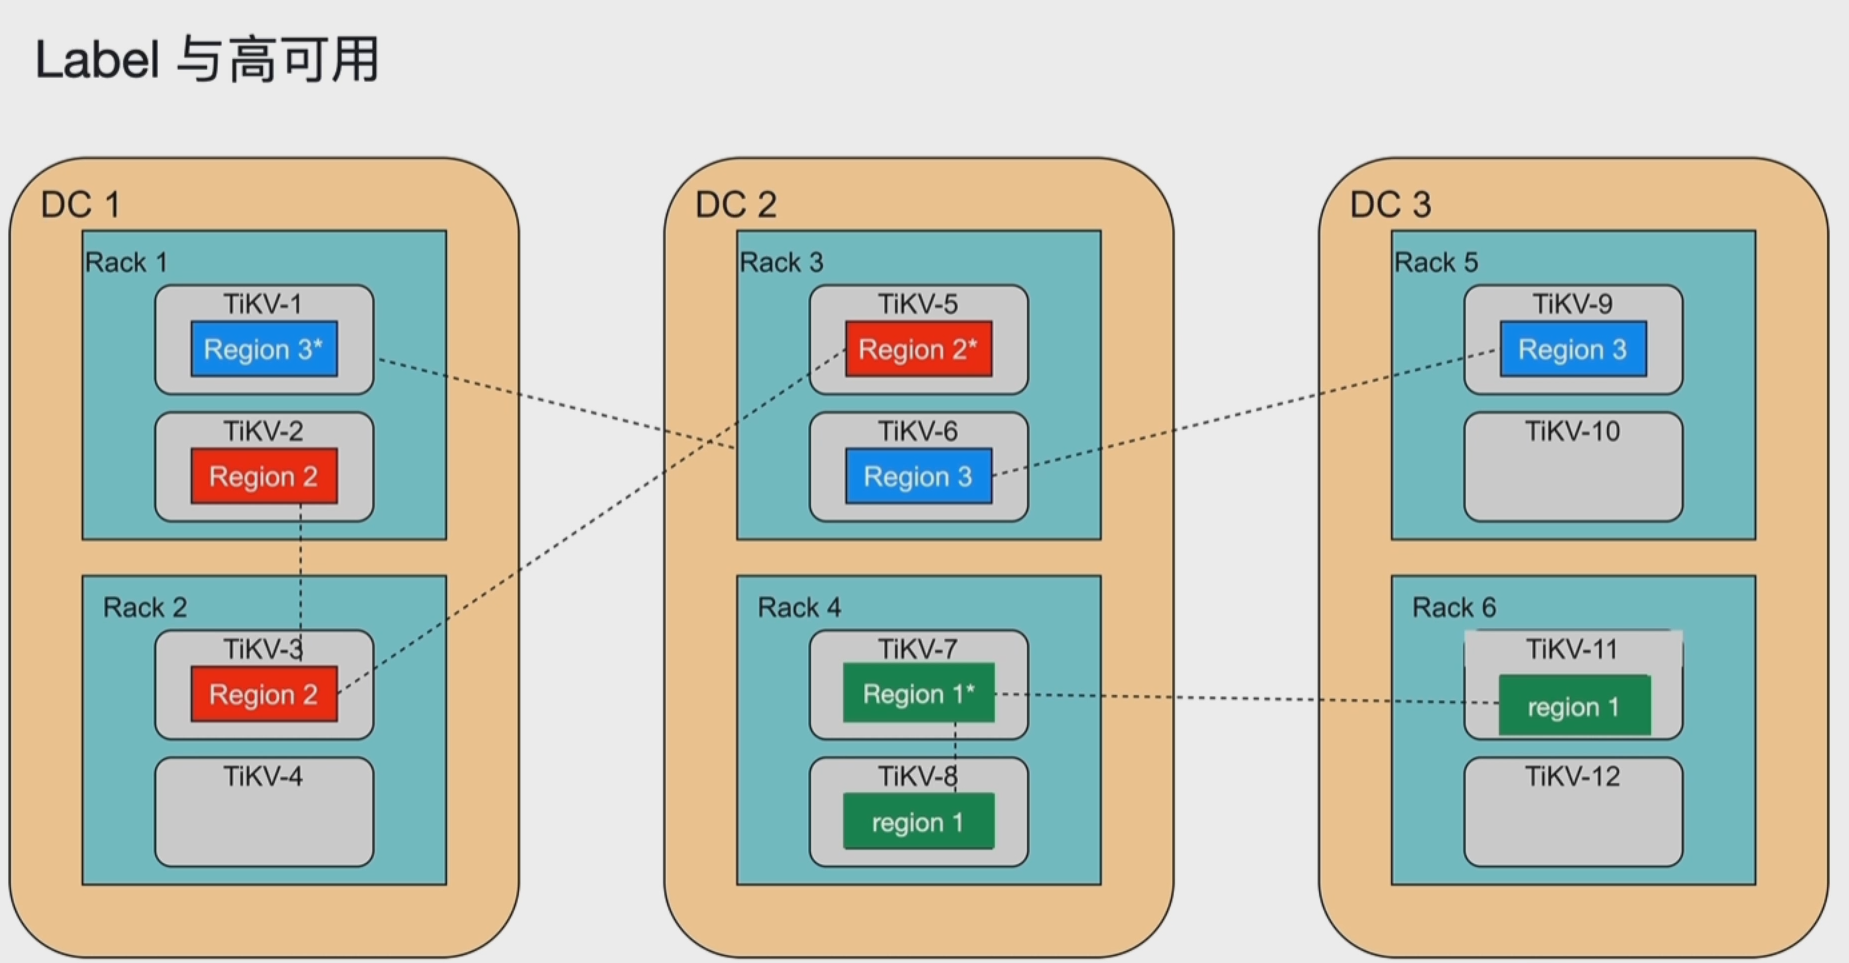 Label 与高可用
DC 1
Rack 1
TiKV-1
Region 3*
TiKV-2
Region 2
Rack 2
TiKV-3
Region 2
TiKV-4
DC 2
Rack 3
TiKV-5
Region 2*
TiKV-6
Region 3
Rack 4
TiKV-7
Region 1*
TiKV-8
region 1
DC 3
Rack 5
TiKV-9
Region 3
TiKV-10
Rack 6
TiKV-11
region 1
TiKV-12